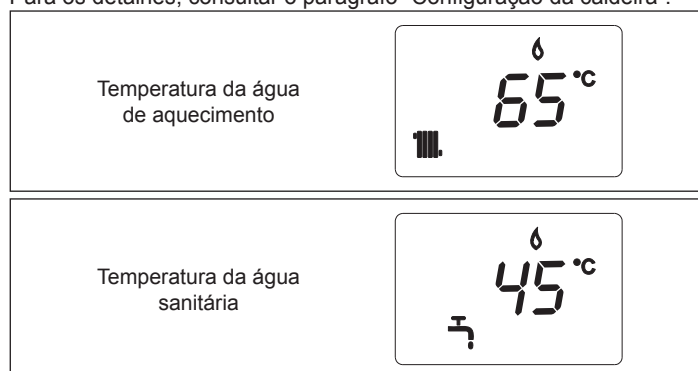 Para os detalhes, consultar o parágrafo "Configuração da caldeira".
Temperatura da água
de aquecimento
65 °C
Temperatura da água
sanitária
45 °C